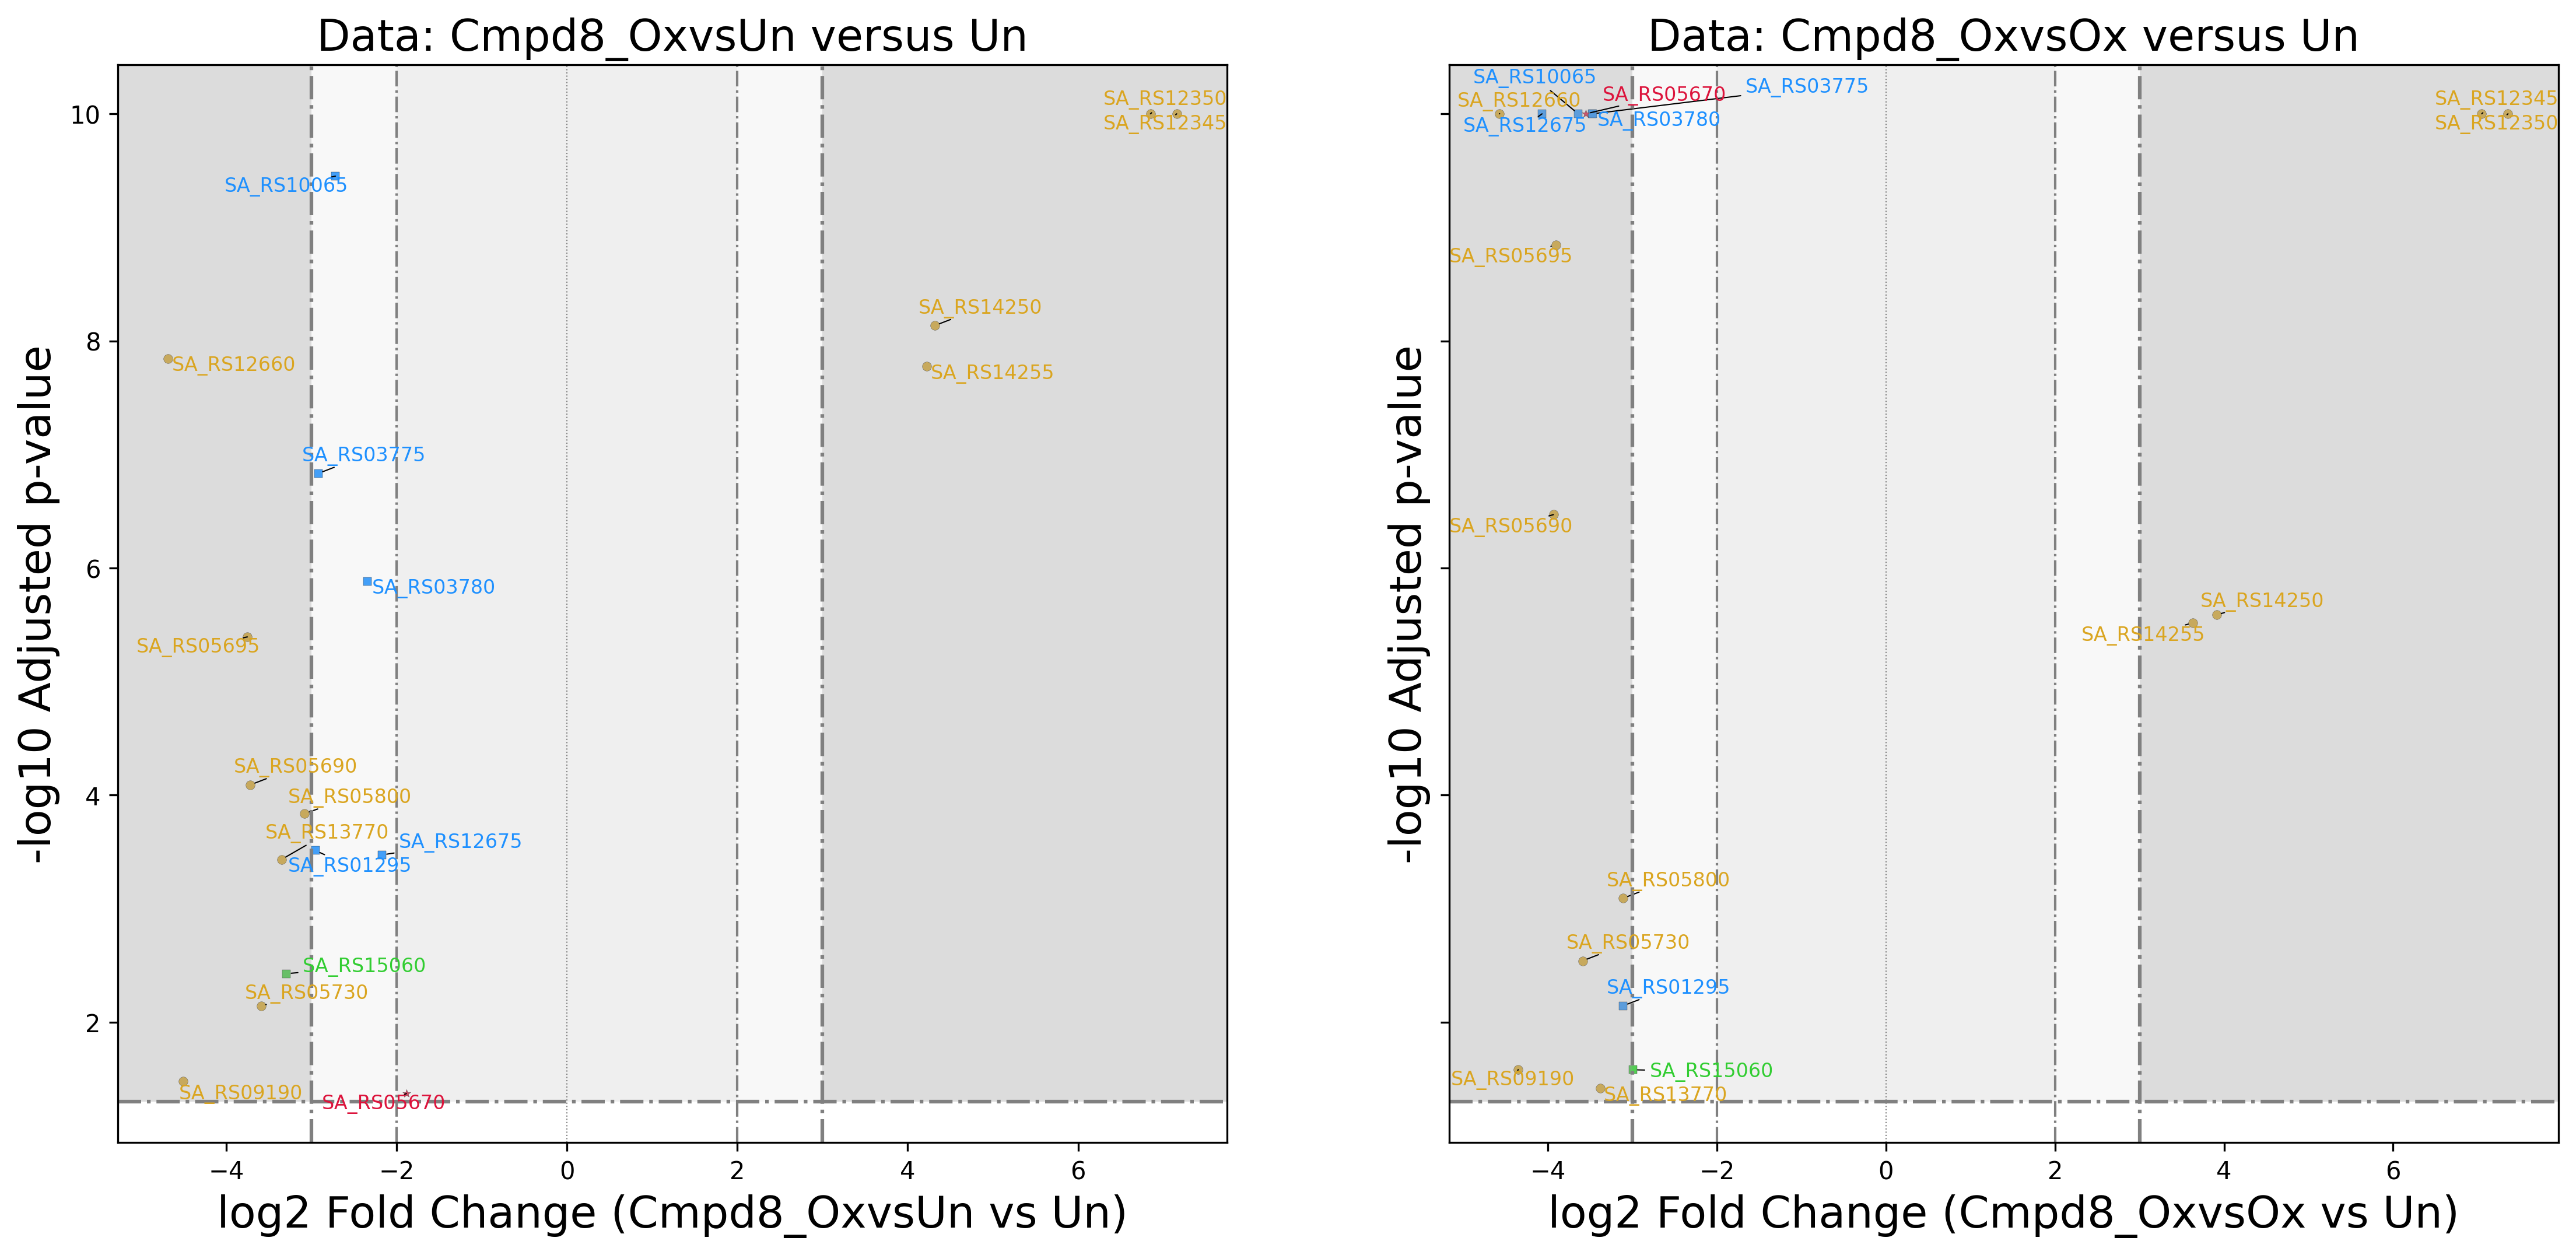 Data: Cmpd8_OxvsUn versus Un
SA_RS12350
SA_RS12345
SA_RS10065
SA_RS14250
SA_RS12660
SA_RS14255
SA_RS03775
SA_RS03780
SA_RS05695
SA_RS05690
SA_RS05800
SA_RS13770
SA_RS12675
SA_RS01295
SA_RS15060
SA_RS05730
SA_RS09190
SA_RS05670
10
8
6
4
2
−4
−2
0
2
4
6
-log10 Adjusted p-value
log2 Fold Change (Cmpd8_OxvsUn vs Un)
Data: Cmpd8_OxvsOx versus Un
SA_RS10065
SA_RS03775
SA_RS05670
SA_RS12660
SA_RS12345
SA_RS03780
SA_RS12675
SA_RS12350
SA_RS05695
SA_RS05690
SA_RS14250
SA_RS14255
SA_RS05800
SA_RS05730
SA_RS01295
SA_RS15060
SA_RS09190
SA_RS13770
−4
−2
0
2
4
6
-log10 Adjusted p-value
log2 Fold Change (Cmpd8_OxvsOx vs Un)